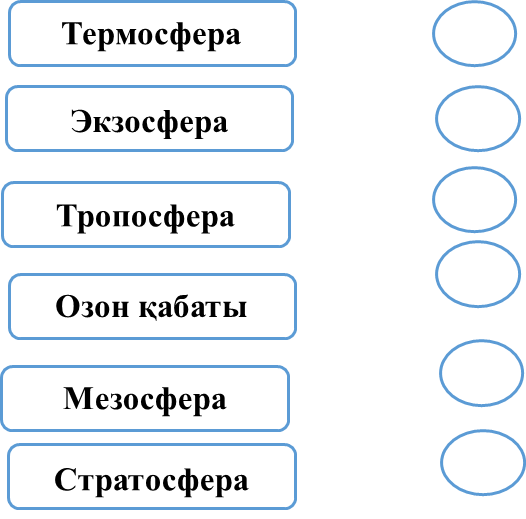 Термосфера
Экзосфера
Тропосфера
Озон қабаты
Мезосфера
Стратосфера